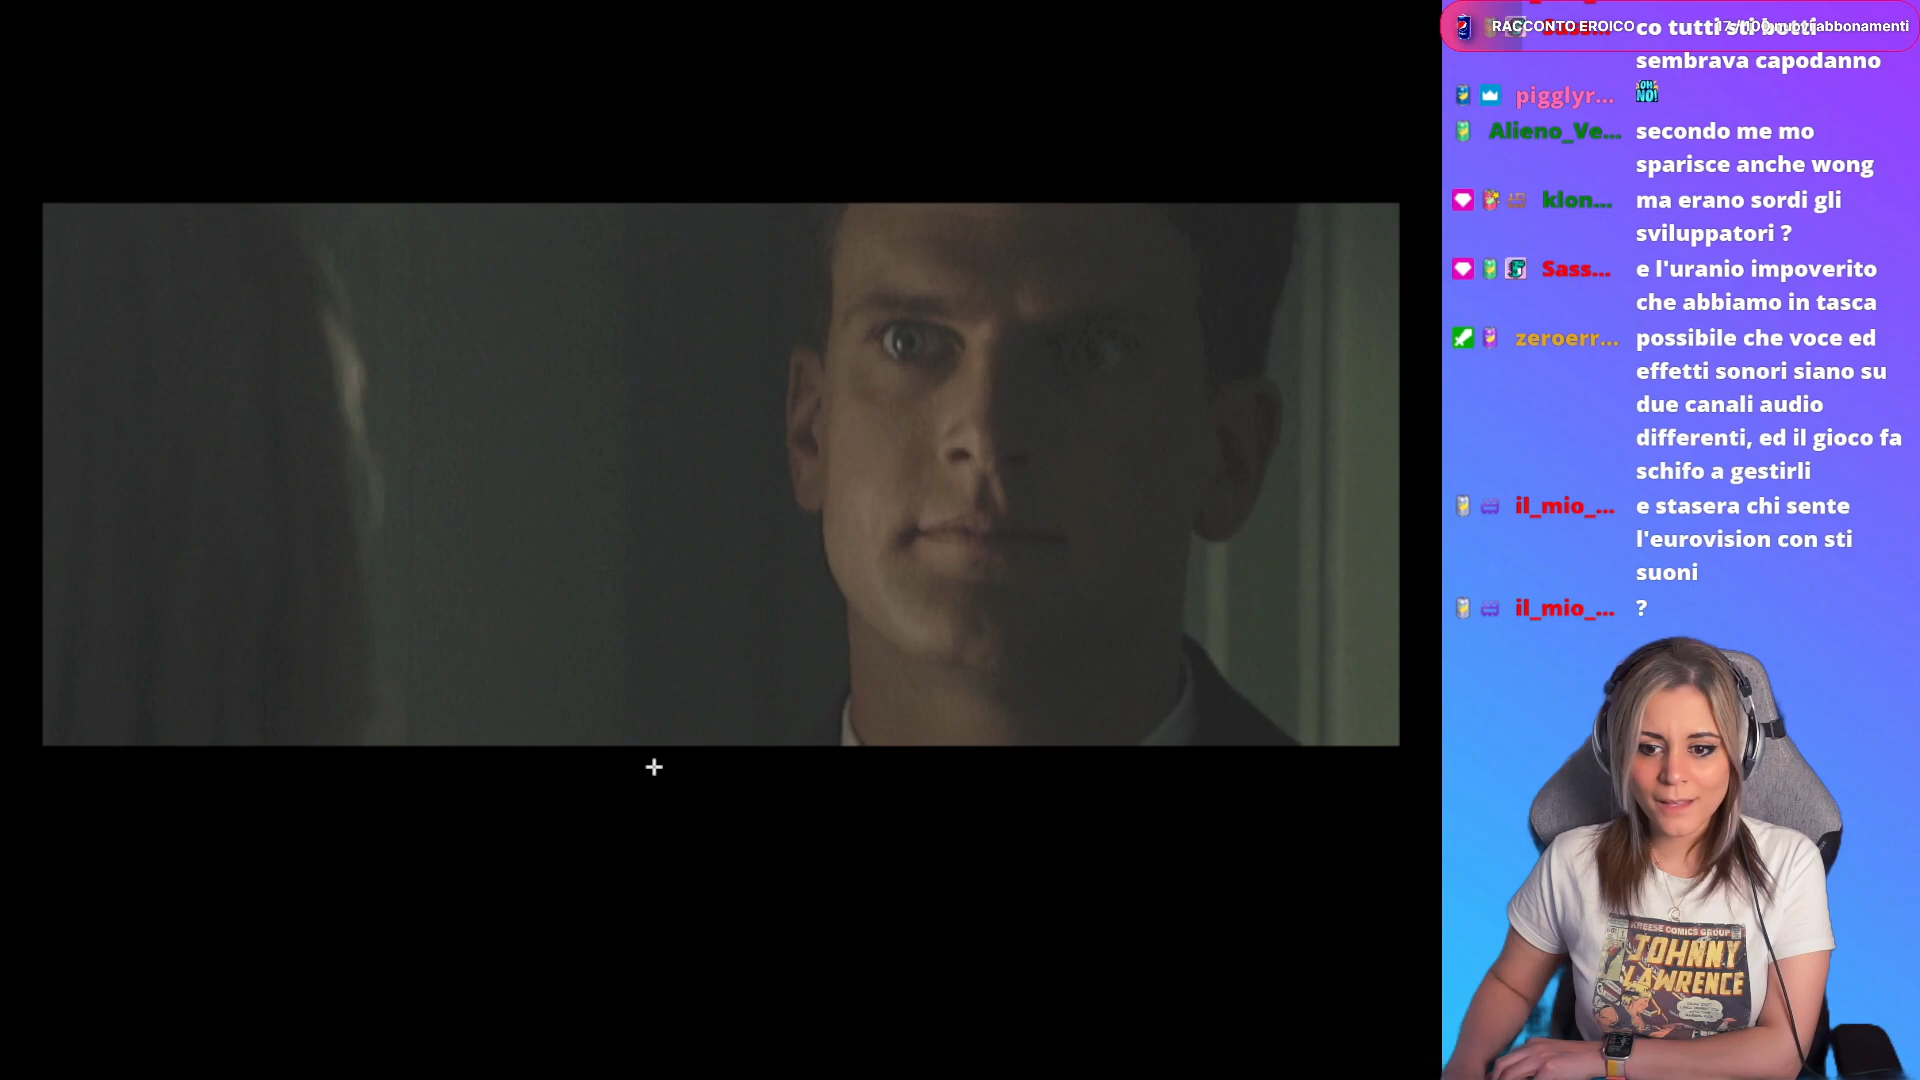 RACCONTO EROICO
Sass... co tutti sti botti
sembrava capodanno
pigglyr... OH NO!
Alieno_Ve... secondo me mo
sparisce anche wong
klon... ma erano sordi gli
sviluppatori ?
Sass... e l'uranio impoverito
che abbiamo in tasca
zeroerr... possibile che voce ed
effetti sonori siano su
due canali audio
differenti, ed il gioco fa
schifo a gestirli
il_mio_... e stasera chi sente
l'eurovision con sti
suoni
il_mio_... ?
KREESE COMICS GROUP
JOHNNY
LAWRENCE